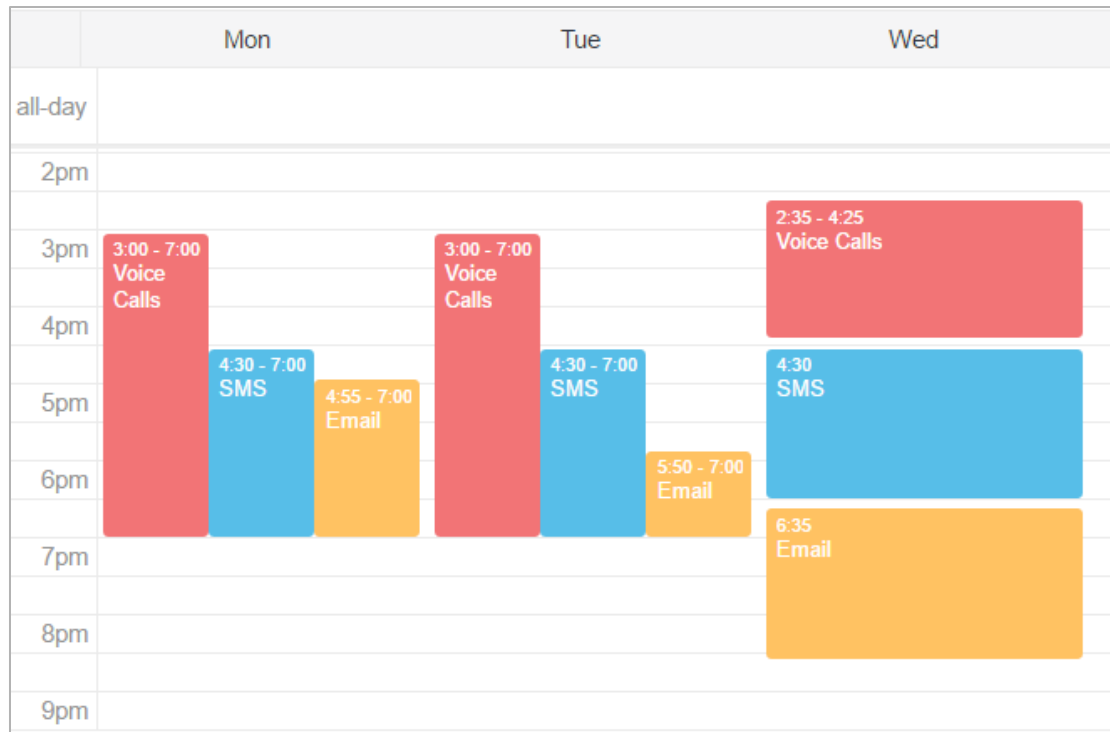 Mon Tue Wed
all-day
2pm
3pm
4pm
5pm
6pm
7pm
8pm
9pm
3:00 - 7:00
Voice
Calls
4:30 - 7:00
SMS
4:55 - 7:00
Email
3:00 - 7:00
Voice
Calls
4:30 - 7:00
SMS
5:50 - 7:00
Email
2:35 - 4:25
Voice Calls
4:30
SMS
6:35
Email